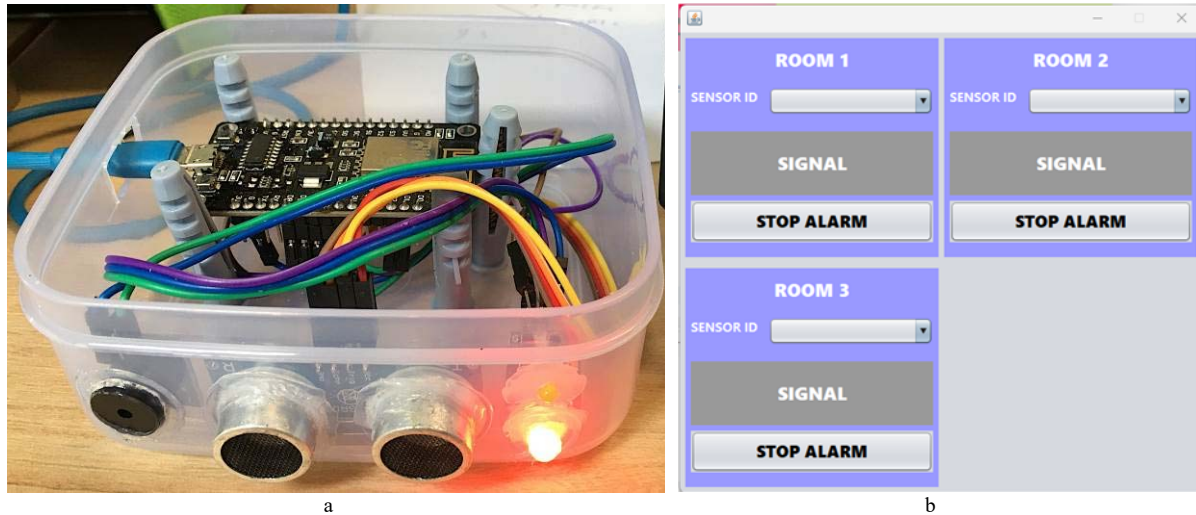 ROOM 1
SENSOR ID
SIGNAL
STOP ALARM
ROOM 2
SENSOR ID
SIGNAL
STOP ALARM
ROOM 3
SENSOR ID
SIGNAL
STOP ALARM
a
b